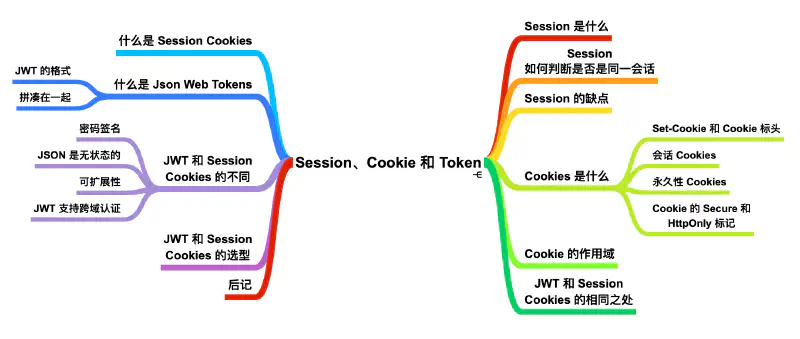 Session、Cookie 和 Token
Session 是什么
Session
如何判断是否是同一会话
Session 的缺点
Cookies 是什么
Set-Cookie 和 Cookie 标头
会话 Cookies
永久性 Cookies
Cookie 的 Secure 和
HttpOnly 标记
Cookie 的作用域
JWT 和 Session
Cookies 的相同之处
什么是 Session Cookies
什么是 Json Web Tokens
JWT 的格式
拼凑在一起
JWT 和 Session
Cookies 的不同
密码签名
JSON 是无状态的
可扩展性
JWT 支持跨域认证
JWT 和 Session
Cookies 的选型
后记